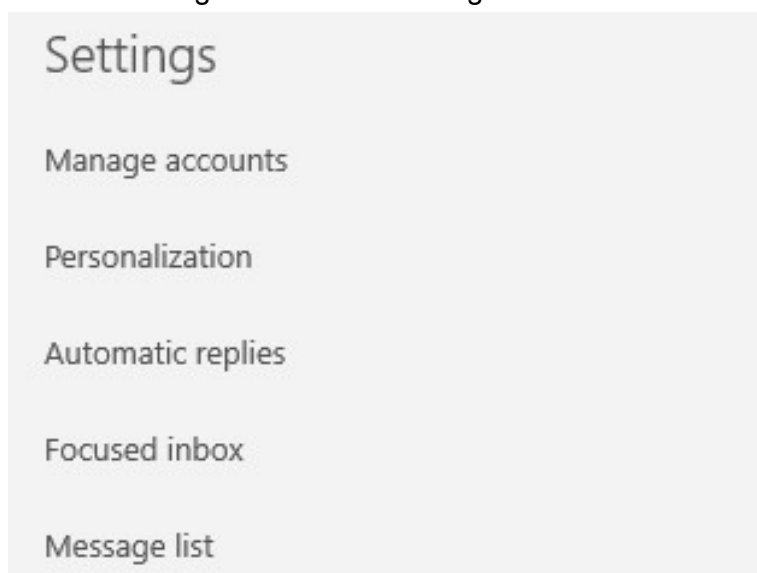 Settings
Manage accounts
Personalization
Automatic replies
Focused inbox
Message list